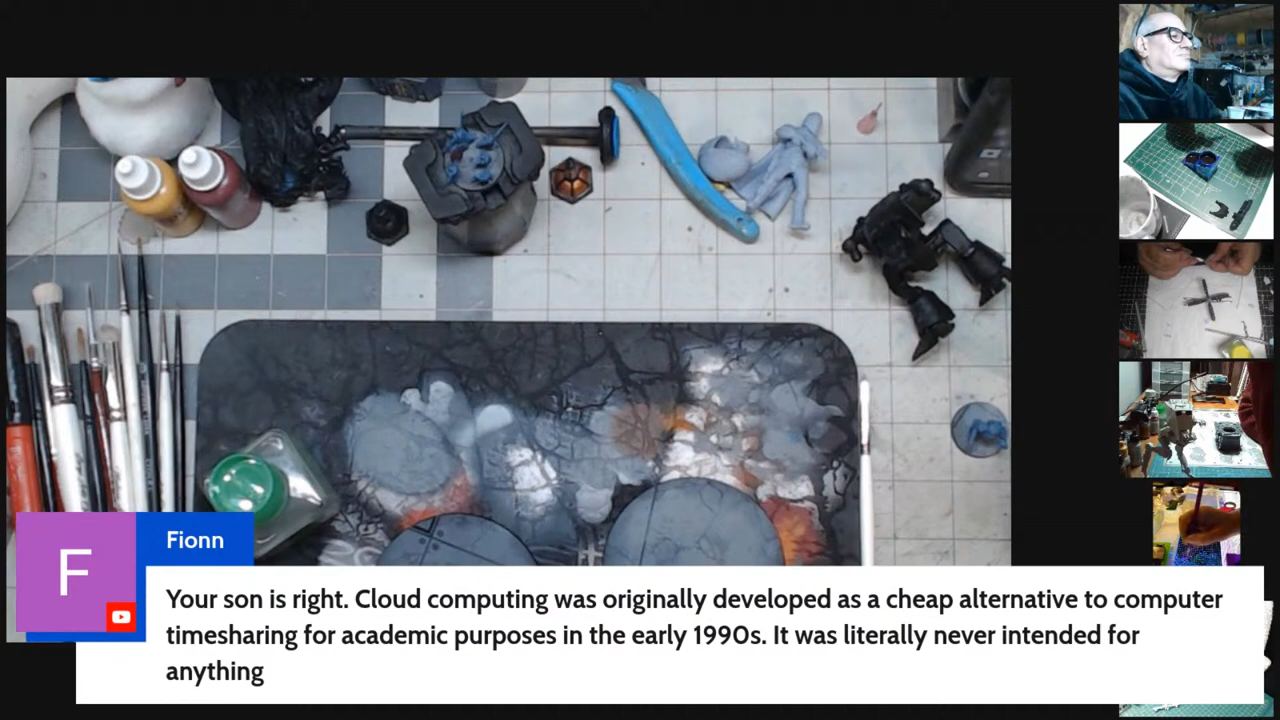 F
Fionn
Your son is right. Cloud computing was originally developed as a cheap alternative to computer
timesharing for academic purposes in the early 1990s. It was literally never intended for
anything